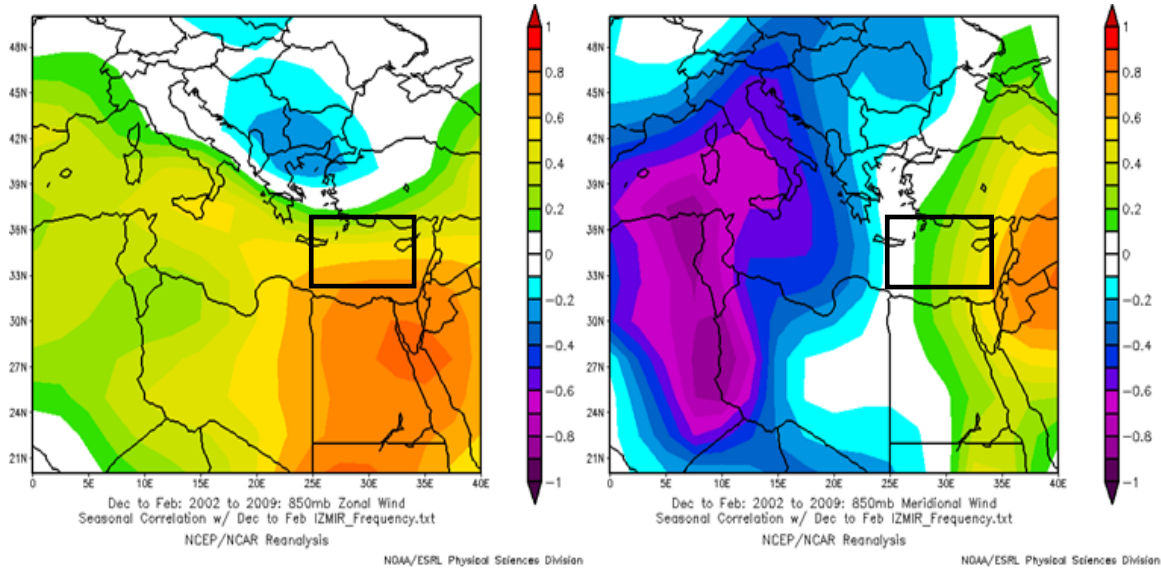 48N
45N
42N
39N
36N
33N
30N
27N
24N
21N
0 5E 10E 15E 20E 25E 30E 35E 40E
1
0.8
0.6
0.4
0.2
0
-0.2
-0.4
-0.6
-0.8
-1
Dec to Feb: 2002 to 2009: 850mb Zonal Wind
Seasonal Correlation w/ Dec to Feb IZMIR_Frequency.txt
NCEP/NCAR Reanalysis
NOAA/ESRL Physical Sciences Division
48N
45N
42N
39N
36N
33N
30N
27N
24N
21N
0 5E 10E 15E 20E 25E 30E 35E 40E
1
0.8
0.6
0.4
0.2
0
-0.2
-0.4
-0.6
-0.8
-1
Dec to Feb: 2002 to 2009: 850mb Meridional Wind
Seasonal Correlation w/ Dec to Feb IZMIR_Frequency.txt
NCEP/NCAR Reanalysis
NOAA/ESRL Physical Sciences Division